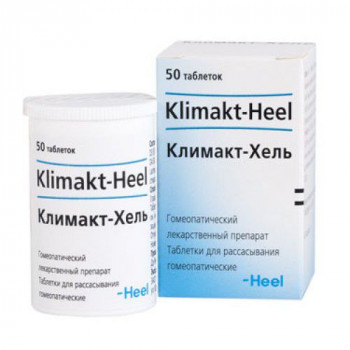 50 таблеток
Klimakt-Heel
Климакт-Хель
Гомеопатический
лекарственный препарат
Таблетки для рассасывания
гомеопатические
-Heel
50 таблеток
Klimakt-Heel
Климакт-Хель
Гомеопатический
лекарственный препарат
Таблетки для рассасывания
гомеопатические
-Heel